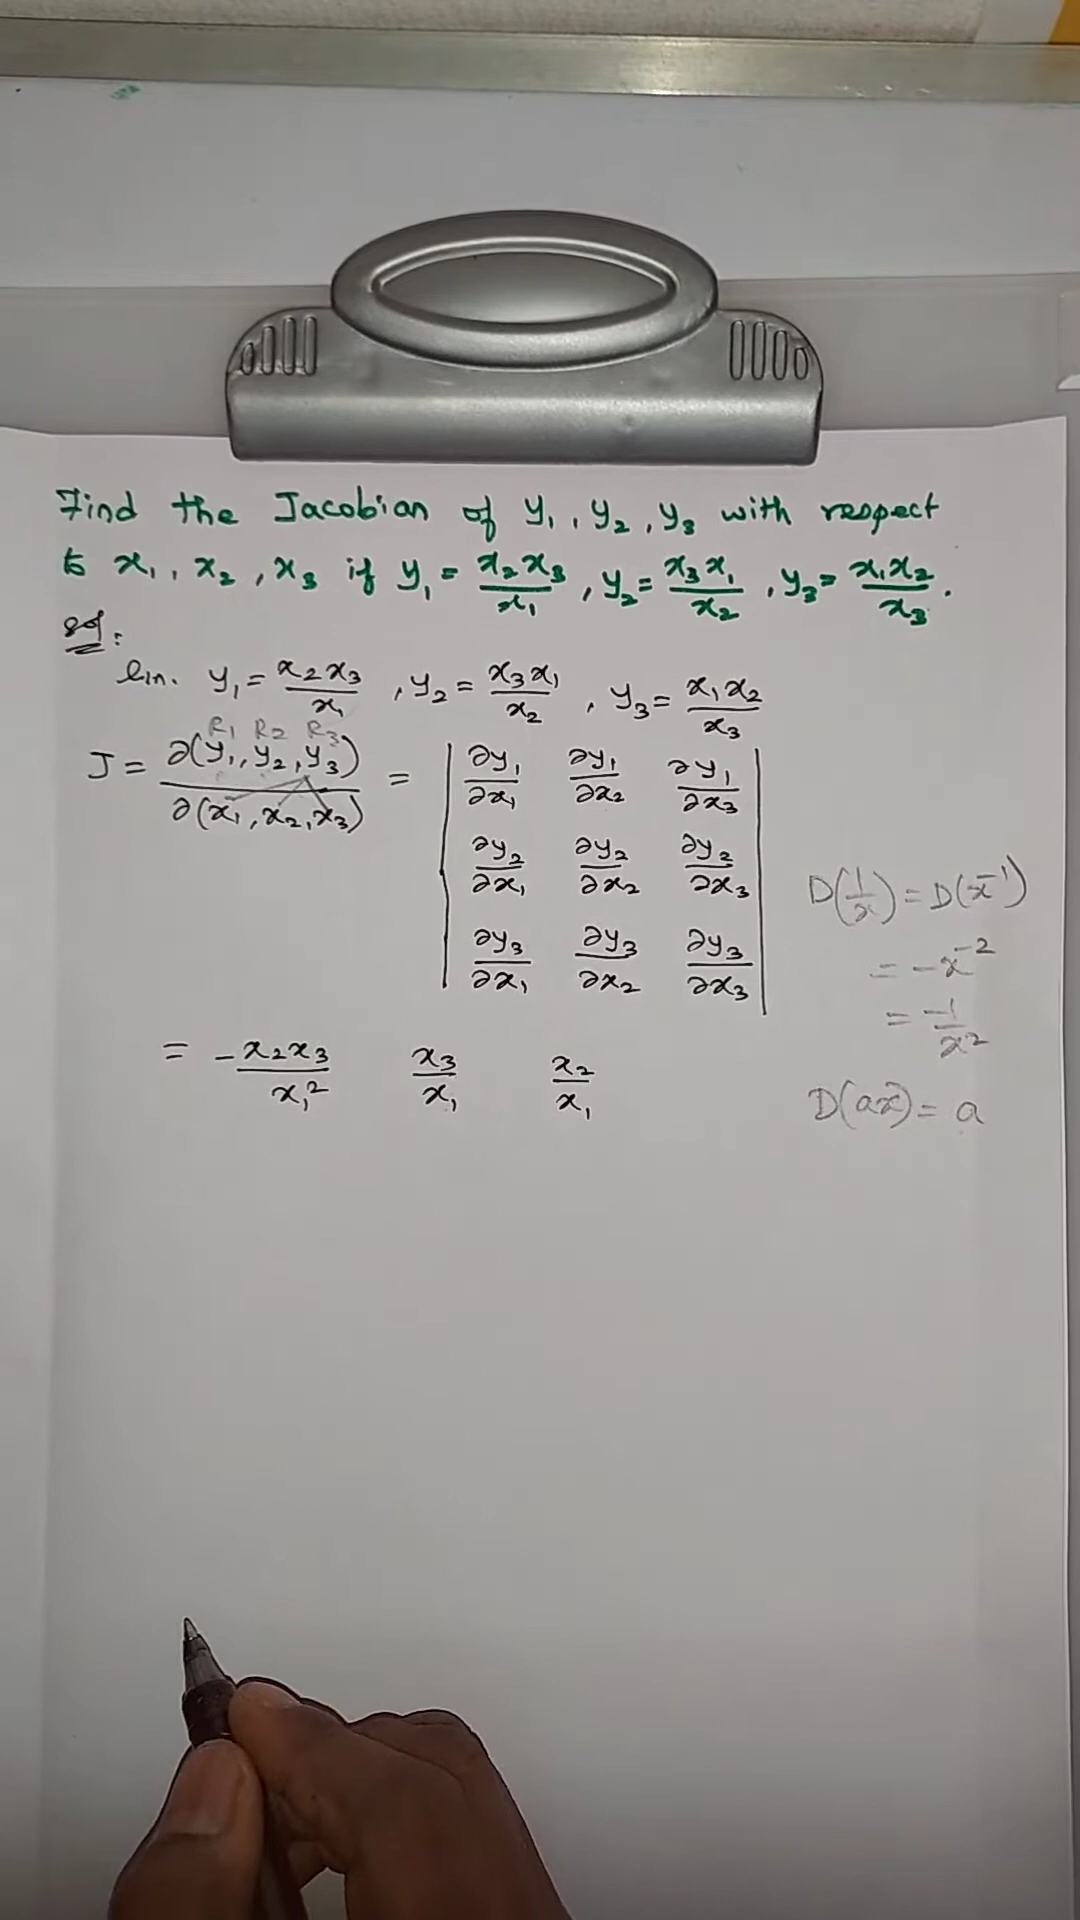 Find the Jacobian of y₁, y₂, y₃ with respect
to x₁, x₂, x₃ if y₁ = x₂x₃/x₁, y₂ = x₃x₁/x₂, y₃ = x₁x₂/x₃.
Sol:
Gn. y₁ = x₂x₃/x₁, y₂ = x₃x₁/x₂, y₃ = x₁x₂/x₃
R₁ R₂ R₃
J = ∂(y₁, y₂, y₃)/∂(x₁, x₂, x₃) = | ∂y₁/∂x₁ ∂y₁/∂x₂ ∂y₁/∂x₃ |
| ∂y₂/∂x₁ ∂y₂/∂x₂ ∂y₂/∂x₃ |
| ∂y₃/∂x₁ ∂y₃/∂x₂ ∂y₃/∂x₃ |
D(1/x) = D(x⁻¹)
= -x⁻²
= -1/x²
= -x₂x₃/x₁² x₃/x₁ x₂/x₁
D(ax) = a